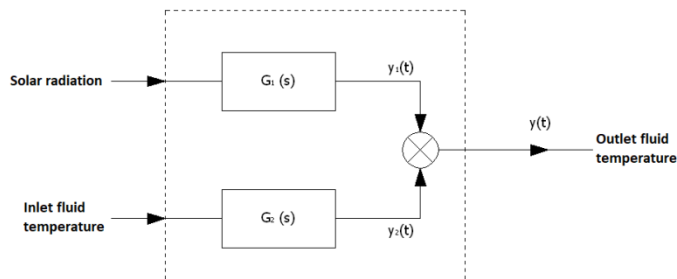 Solar radiation
G₁ (s)
y₁(t)
y(t)
Outlet fluid
temperature
Inlet fluid
temperature
G₂ (s)
y₂(t)